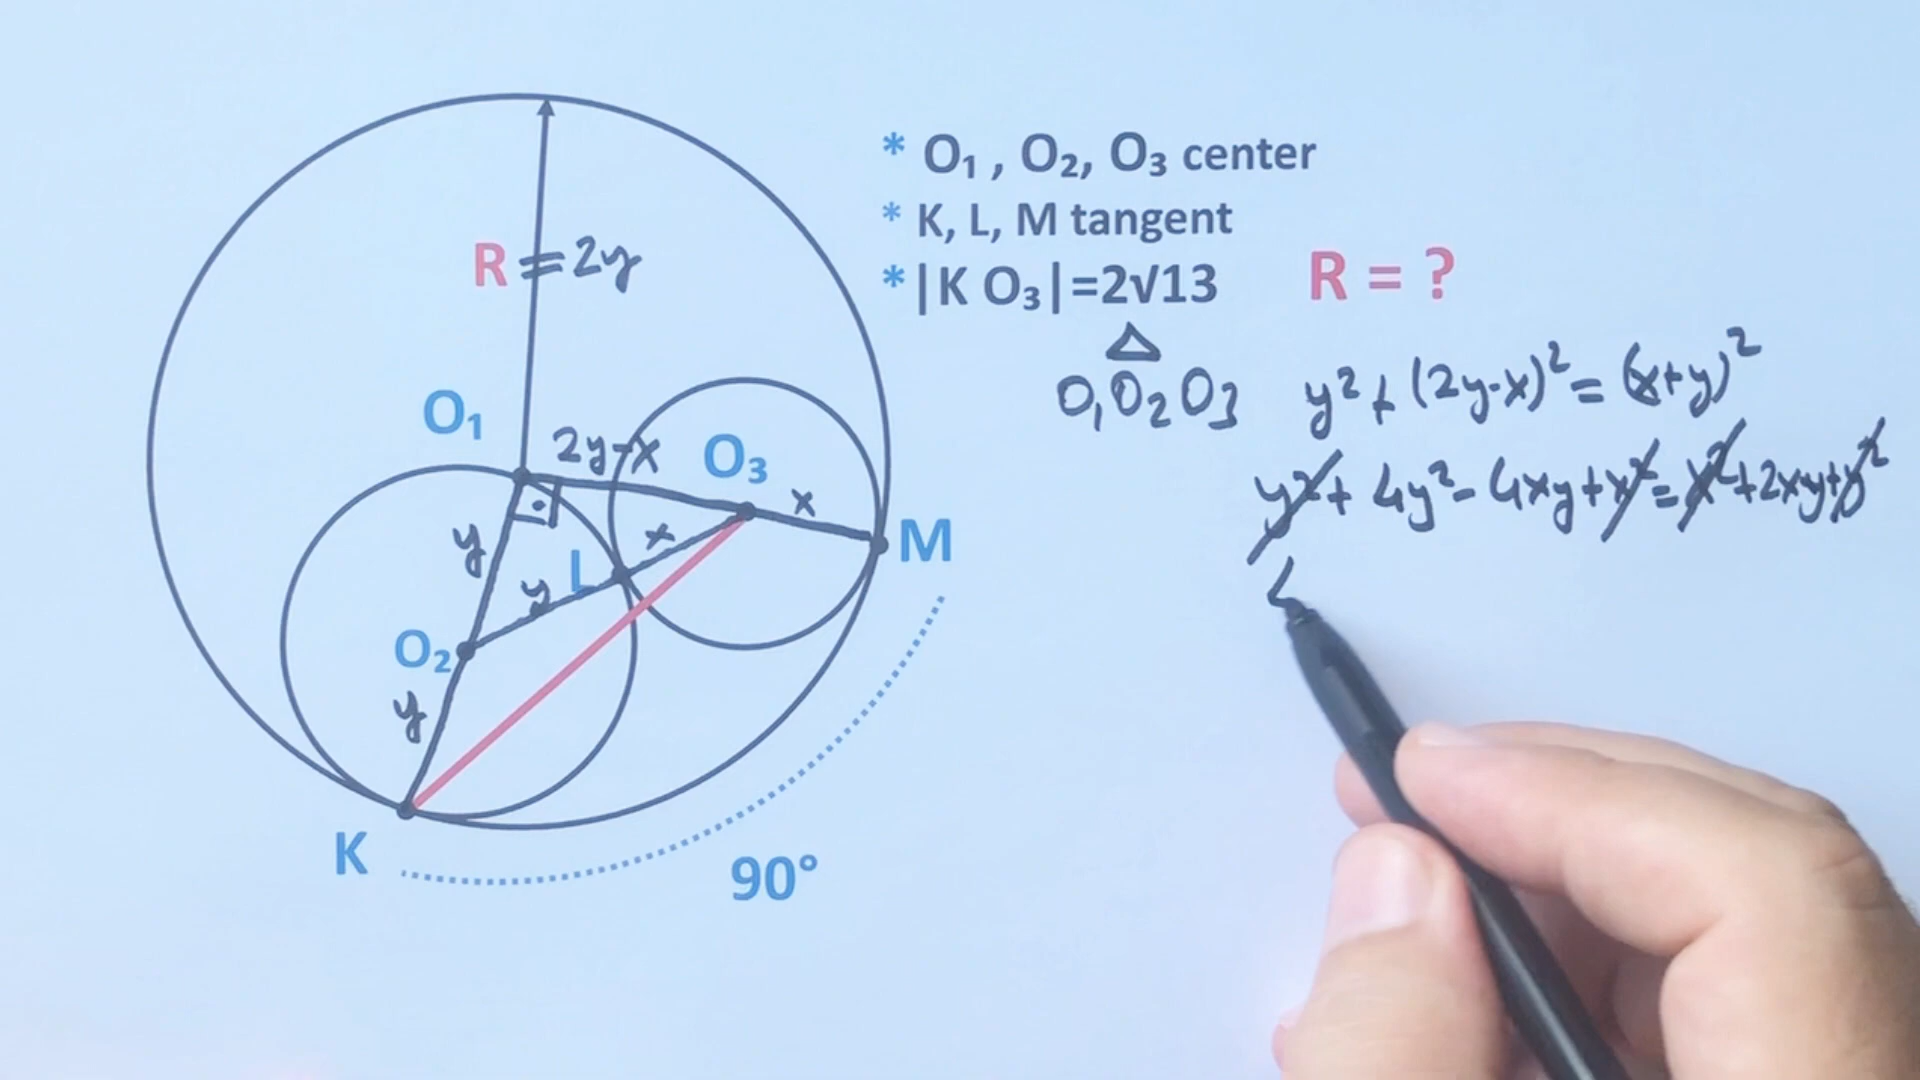 * O₁ , O₂, O₃ center
* K, L, M tangent
* |K O₃|=2√13
R = ?
R = 2y
O₁
2y-x
O₃
x
M
y
L
x
y
O₂
y
K
90°
△
O₁O₂O₃
y² + (2y-x)² = (x+y)²
y² + 4y² - 4xy + x² = x² + 2xy + y²